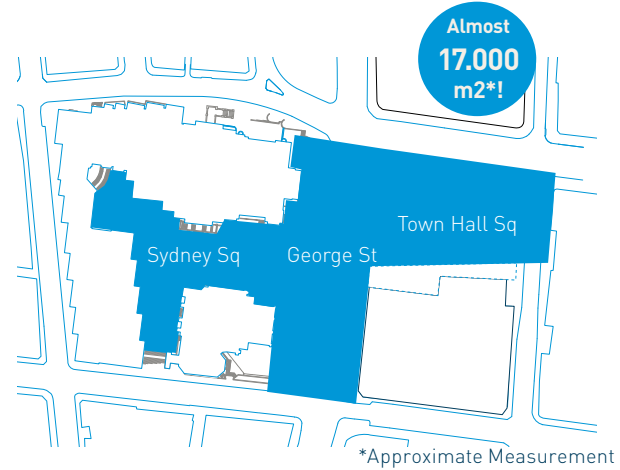 Almost
17.000
m2*!
Town Hall Sq
Sydney Sq
George St
*Approximate Measurement